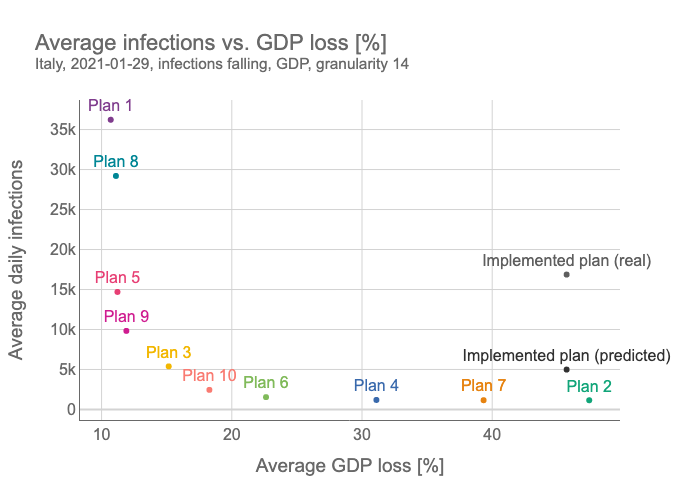 Average infections vs. GDP loss [%]
Italy, 2021-01-29, infections falling, GDP, granularity 14
Plan 1
35k
Plan 8
30k
25k
20k
Implemented plan (real)
Plan 5
15k
Plan 9
10k
Plan 3
Implemented plan (predicted)
5k
Plan 10
Plan 6
Plan 4
Plan 7
Plan 2
0
10
20
30
40
Average daily infections
Average GDP loss [%]